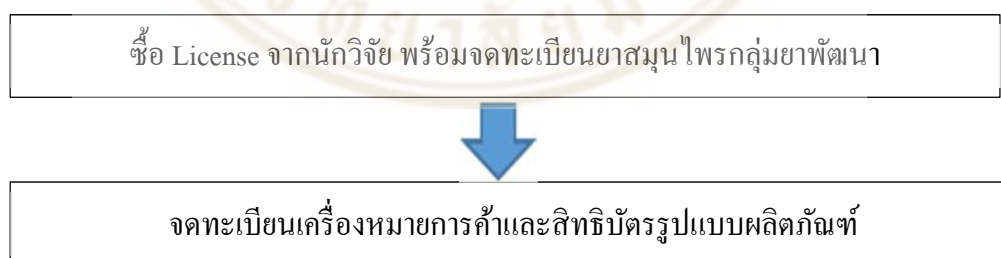 ซื้อ License จากนักวิจัย พร้อมจดทะเบียนยาสมุนไพรกลุ่มยาพัฒนา
จดทะเบียนเครื่องหมายการค้าและสิทธิบัตรรูปแบบผลิตภัณฑ์